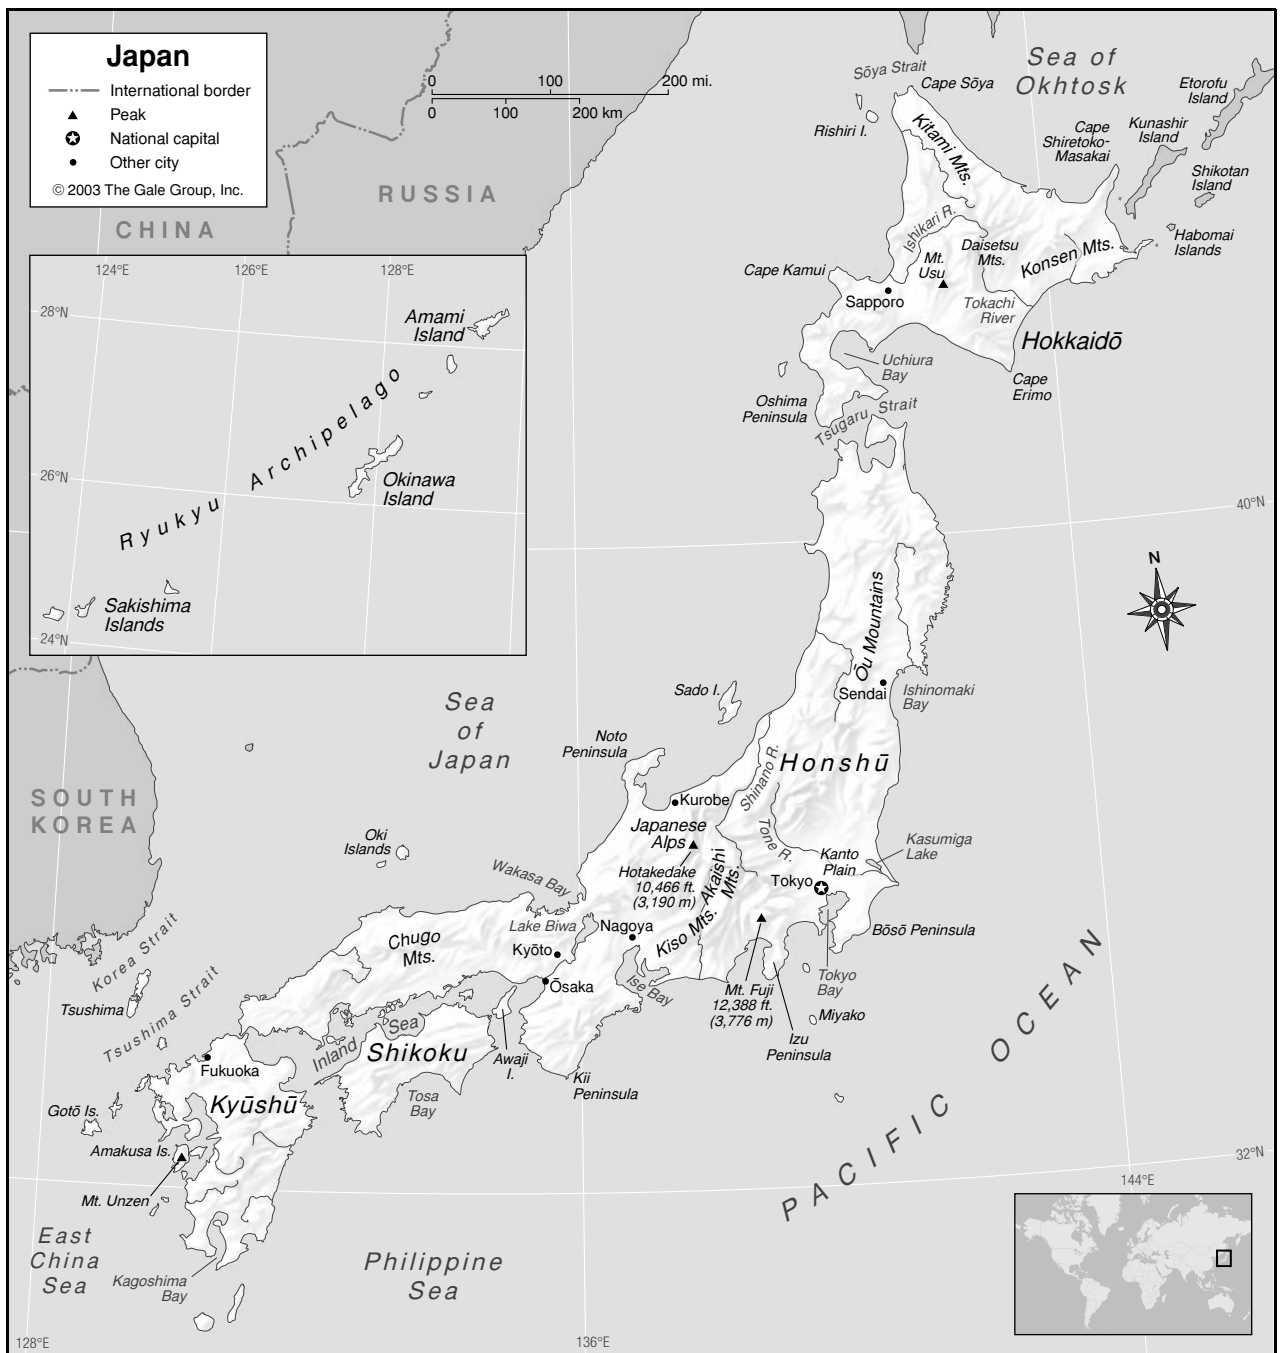 Japan
International border
Peak
National capital
Other city
© 2003 The Gale Group, Inc.
0 100 200 mi.
0 100 200 km
RUSSIA
CHINA
Sōya Strait
Cape Sōya
Sea of
Okhtosk
Etorofu
Island
Rishiri I.
Kitami Mts.
Cape
Shiretoko-
Masakai
Kunashir
Island
Shikotan
Island
Habomai
Islands
Ishikari R.
Daisetsu
Mts.
Konsen Mts.
Mt.
Usu
Cape Kamui
Sapporo
Tokachi
River
Hokkaidō
Uchiura
Bay
Cape
Erimo
Oshima
Peninsula
Tsugaru Strait
124°E
126°E
128°E
28°N
26°N
24°N
Amami
Island
Ryukyu Archipelago
Okinawa
Island
Sakishima
Islands
40°N
N
Ōu Mountains
Sendai
Ishinomaki
Bay
Sado I.
Sea
of
Japan
Noto
Peninsula
Shinano R.
Honshū
SOUTH
KOREA
Kurobe
Japanese
Alps
Tone R.
Kasumiga
Lake
Oki
Islands
Hotakedake
10,466 ft.
(3,190 m)
Akaishi
Mts.
Kanto
Plain
Tokyo
Wakasa Bay
Lake Biwa
Nagoya
Kiso Mts.
Bōsō Peninsula
Chugo
Mts.
Kyōto
Ōsaka
Ise Bay
Mt. Fuji
12,388 ft.
(3,776 m)
Tokyo
Bay
Miyako
Izu
Peninsula
Korea Strait
Tsushima
Tsushima Strait
Inland Sea
Shikoku
Awaji
I.
Kii
Peninsula
Tosa
Bay
Fukuoka
Kyūshū
Gotō Is.
Amakusa Is.
Mt. Unzen
PACIFIC OCEAN
32°N
144°E
East
China
Sea
Kagoshima
Bay
Philippine
Sea
128°E
136°E